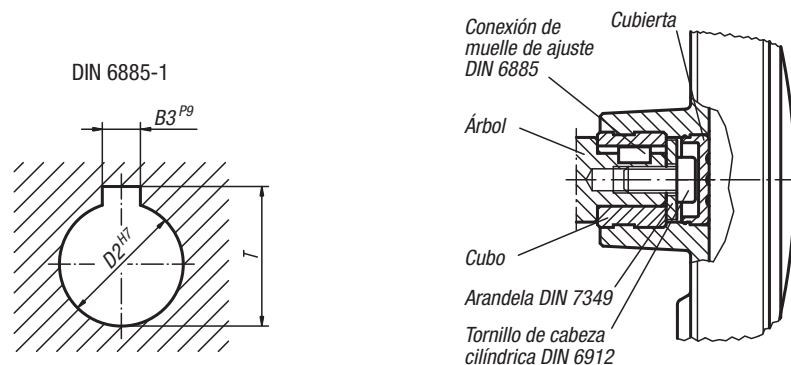 DIN 6885-1
B3 P9
D2 H7
T
Conexión de
muelle de ajuste
DIN 6885
Cubierta
Árbol
Cubo
Arandela DIN 7349
Tornillo de cabeza
cilíndrica DIN 6912